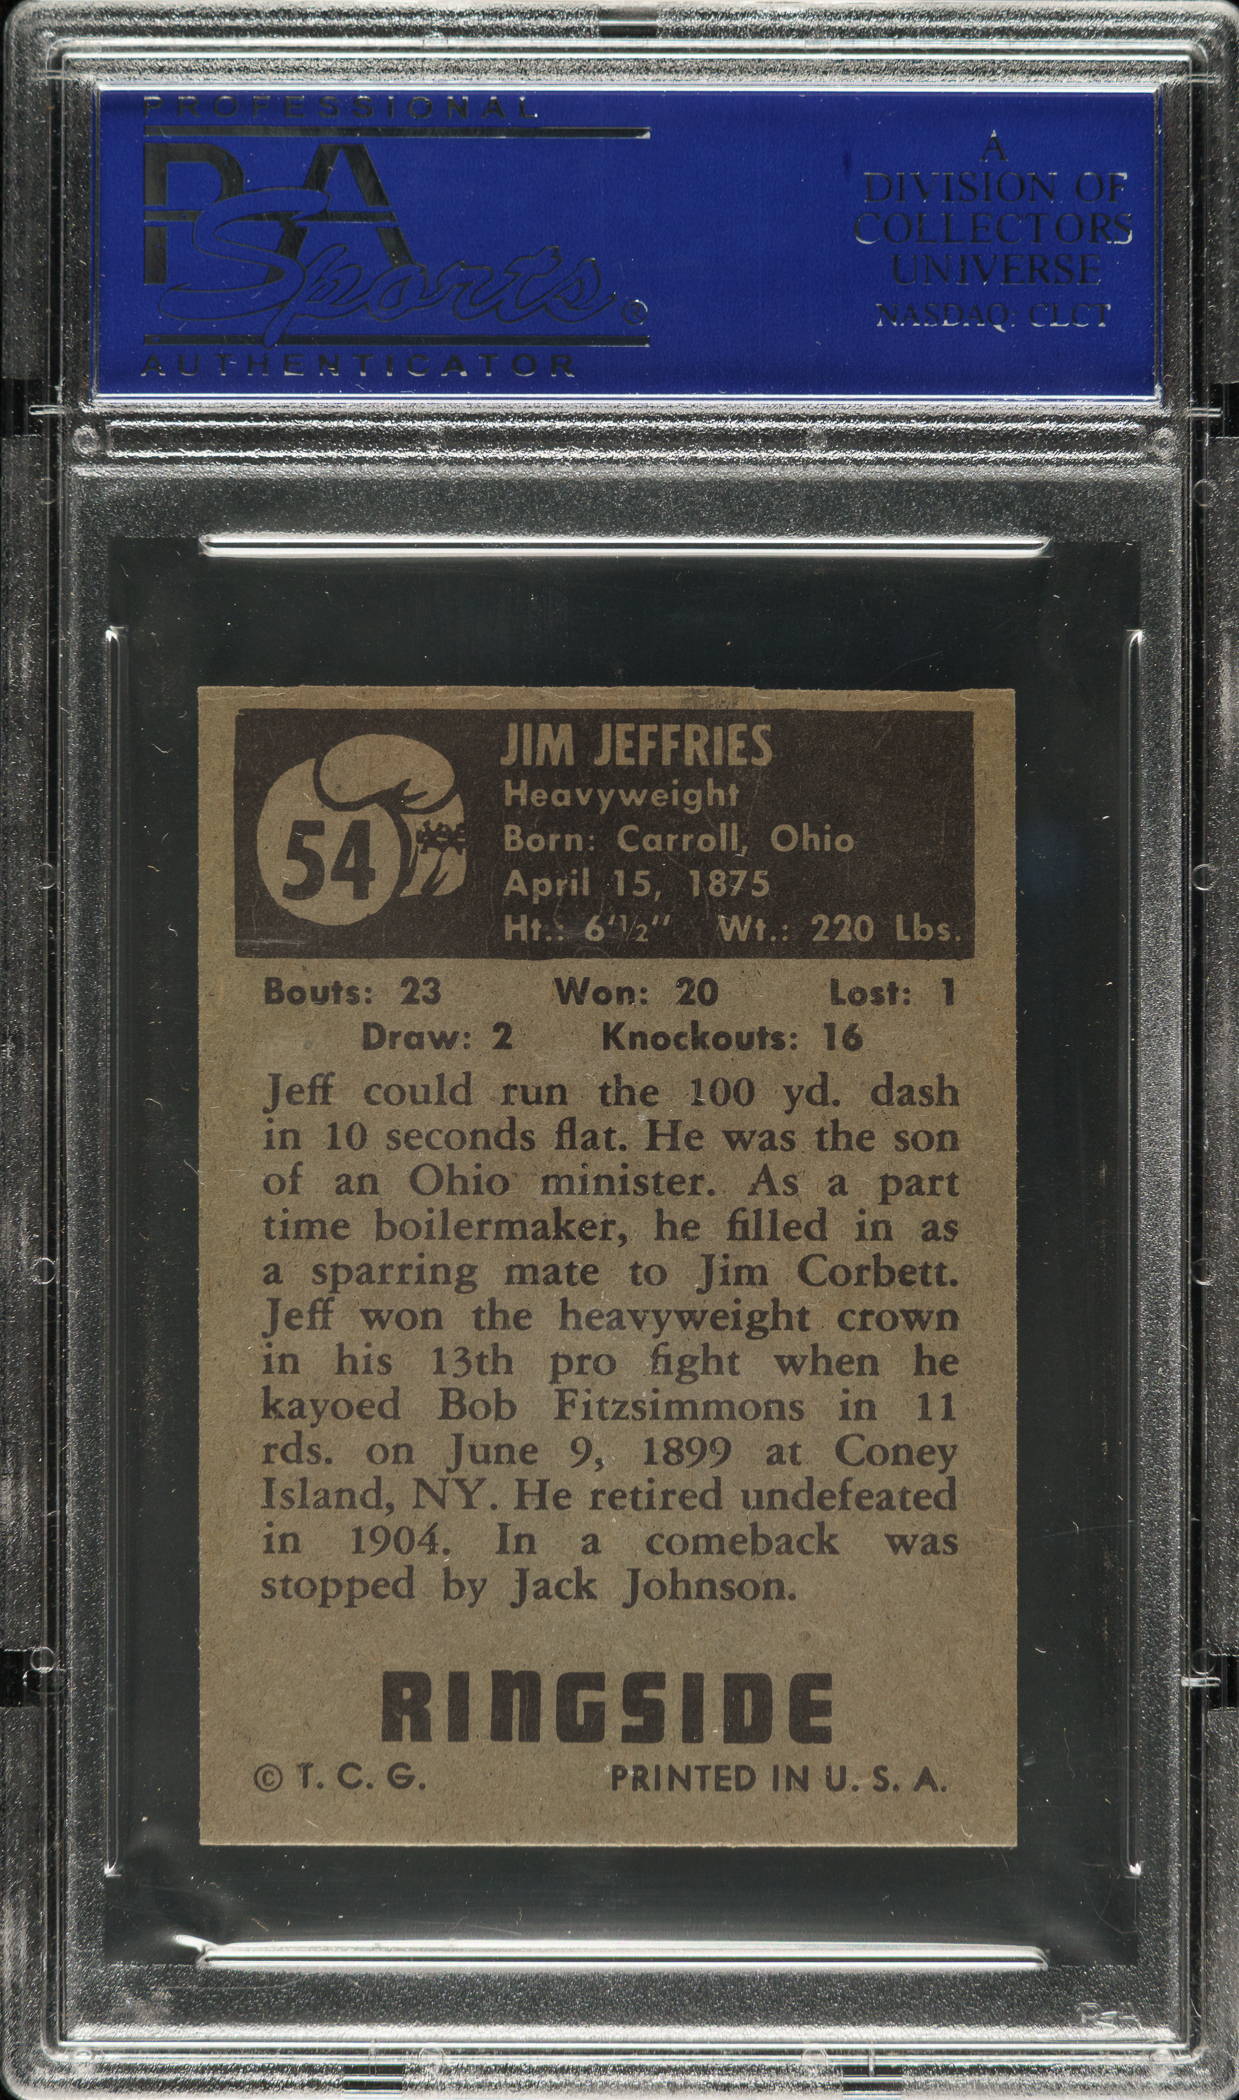 PROFESSIONAL
PSA
Sports®
AUTHENTICATOR
A
DIVISION OF
COLLECTORS
UNIVERSE
NASDAQ: CLCT
54
JIM JEFFRIES
Heavyweight
Born: Carroll, Ohio
April 15, 1875
Ht.: 6'½" Wt.: 220 Lbs.
Bouts: 23 Won: 20 Lost: 1
Draw: 2 Knockouts: 16
Jeff could run the 100 yd. dash
in 10 seconds flat. He was the son
of an Ohio minister. As a part
time boilermaker, he filled in as
a sparring mate to Jim Corbett.
Jeff won the heavyweight crown
in his 13th pro fight when he
kayoed Bob Fitzsimmons in 11
rds. on June 9, 1899 at Coney
Island, NY. He retired undefeated
in 1904. In a comeback was
stopped by Jack Johnson.
RINGSIDE
© T. C. G. PRINTED IN U. S. A.
PSA